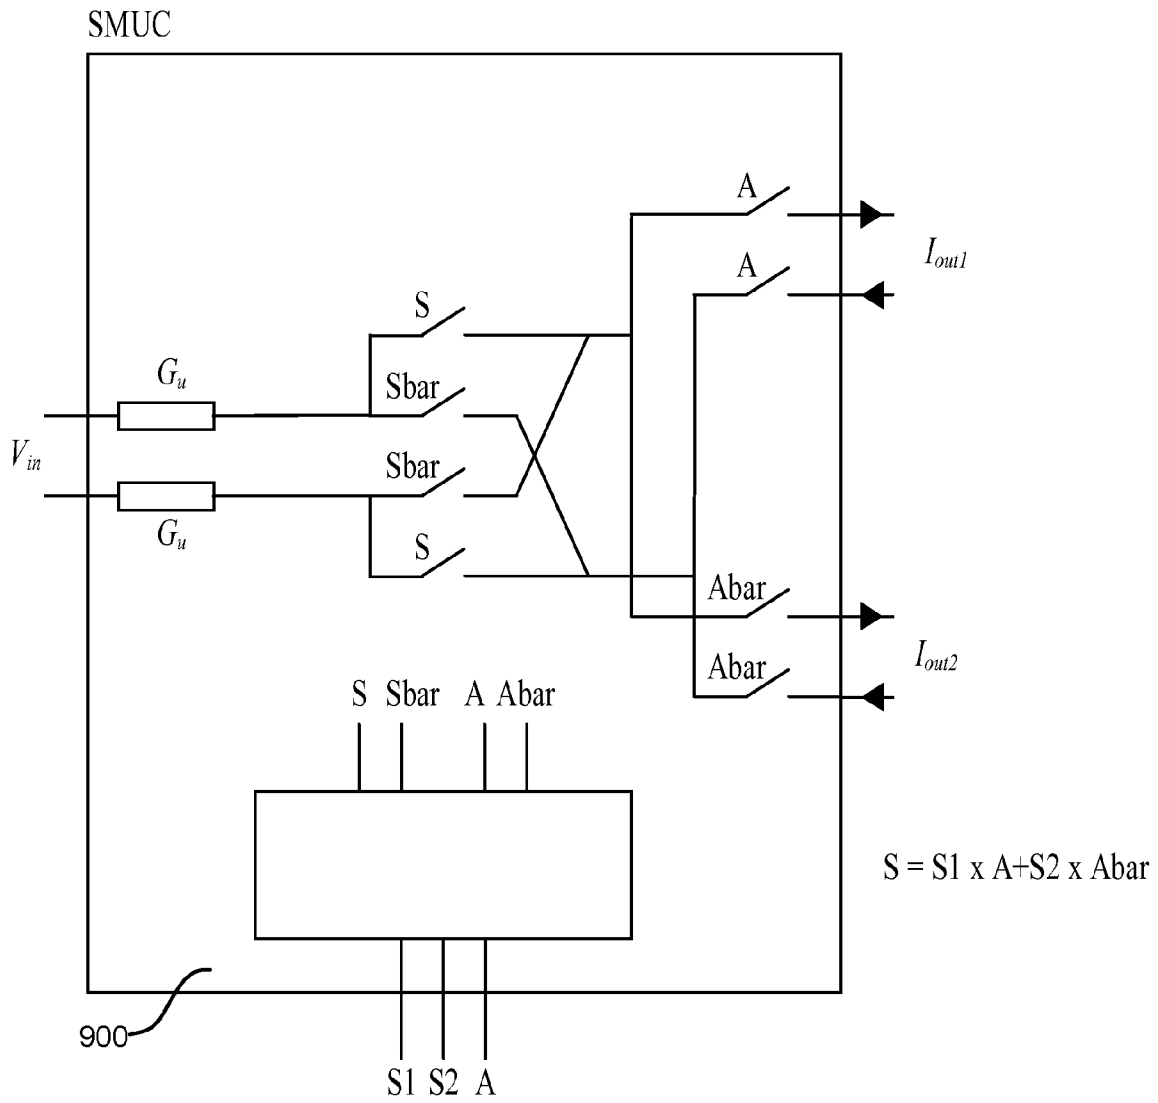 SMUC
A
A
Iout1
S
Gu
Sbar
Vin
Sbar
Gu
S
Abar
Iout2
Abar
S Sbar A Abar
S = S1 x A+S2 x Abar
900
S1 S2 A